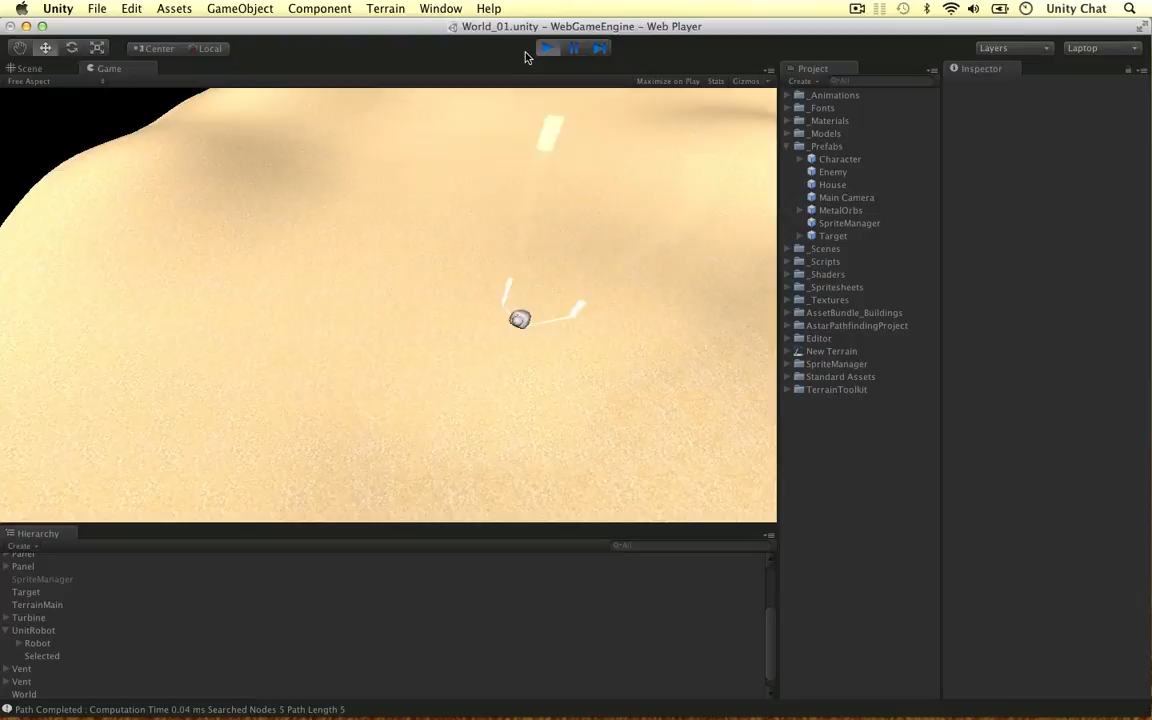 Unity File Edit Assets GameObject Component Terrain Window Help Unity Chat
World_01.unity - WebGameEngine - Web Player
Center Local Layers Laptop
Scene Game Project Inspector
Free Aspect Maximize on Play Stats Gizmos Create All
_Animations
_Fonts
_Materials
_Models
_Prefabs
Character
Enemy
House
Main Camera
MetalOrbs
SpriteManager
Target
_Scenes
_Scripts
_Shaders
_Spritesheets
_Textures
AssetBundle_Buildings
AstarPathfindingProject
Editor
New Terrain
SpriteManager
Standard Assets
TerrainToolkit
Hierarchy
Create All
Panel
Panel
SpriteManager
Target
TerrainMain
Turbine
UnitRobot
Robot
Selected
Vent
Vent
World
Path Completed : Computation Time 0.04 ms Searched Nodes 5 Path Length 5